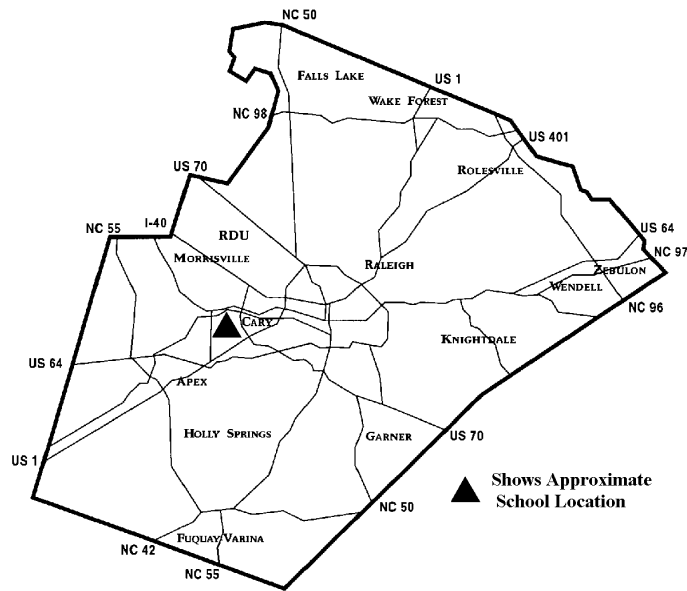 NC 50
FALLS LAKE
US 1
WAKE FOREST
NC 98
US 401
US 70
ROLESVILLE
NC 55
I-40
RDU
US 64
MORRISVILLE
RALEIGH
NC 97
ZEBULON
WENDELL
NC 96
CARY
KNIGHTDALE
US 64
APEX
HOLLY SPRINGS
GARNER
US 70
US 1
Shows Approximate
School Location
NC 50
FUQUAY VARINA
NC 42
NC 55